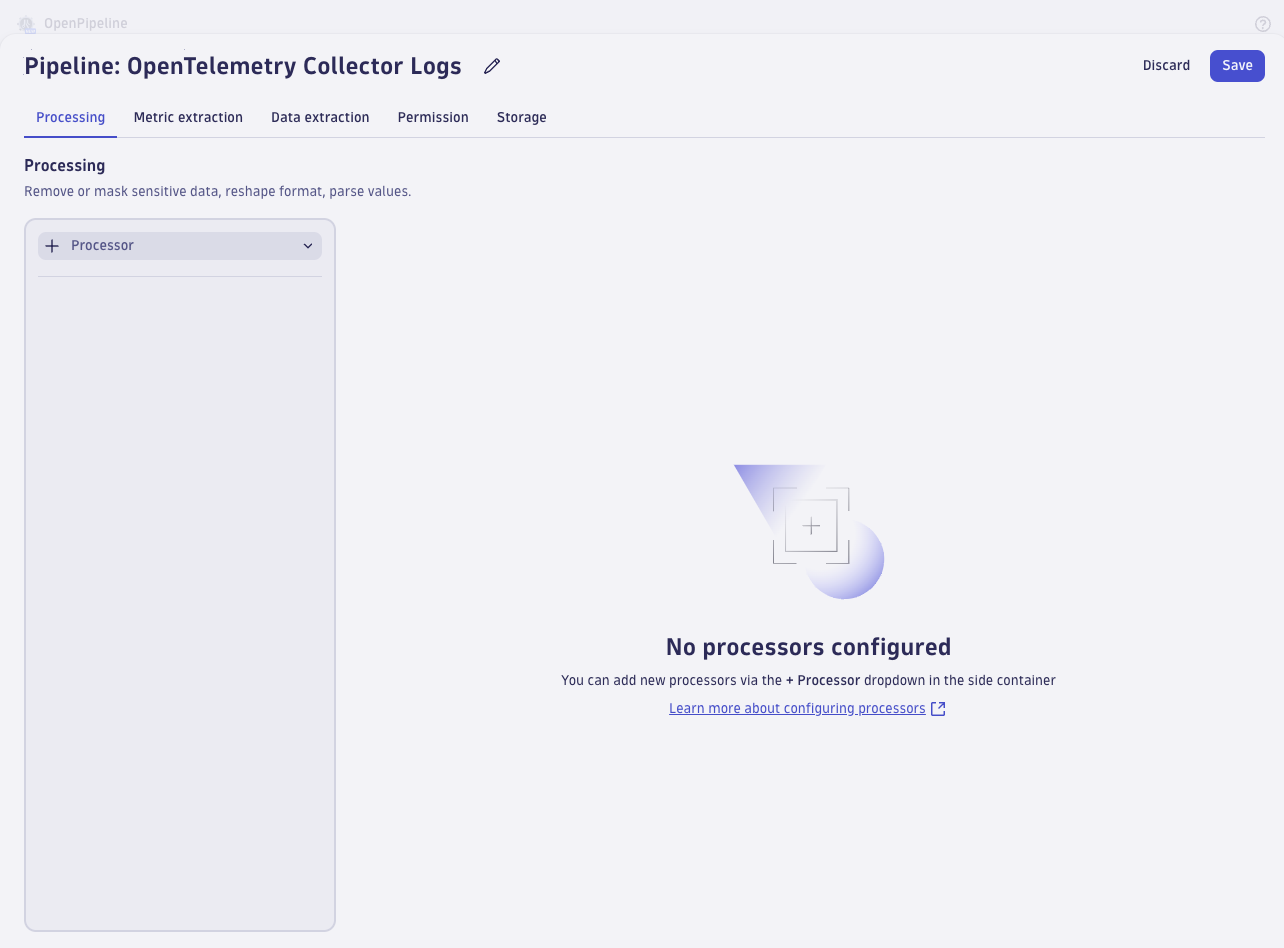 OpenPipeline
Pipeline: OpenTelemetry Collector Logs
Discard
Save
Processing
Metric extraction
Data extraction
Permission
Storage
Processing
Remove or mask sensitive data, reshape format, parse values.
Processor
No processors configured
You can add new processors via the + Processor dropdown in the side container
Learn more about configuring processors